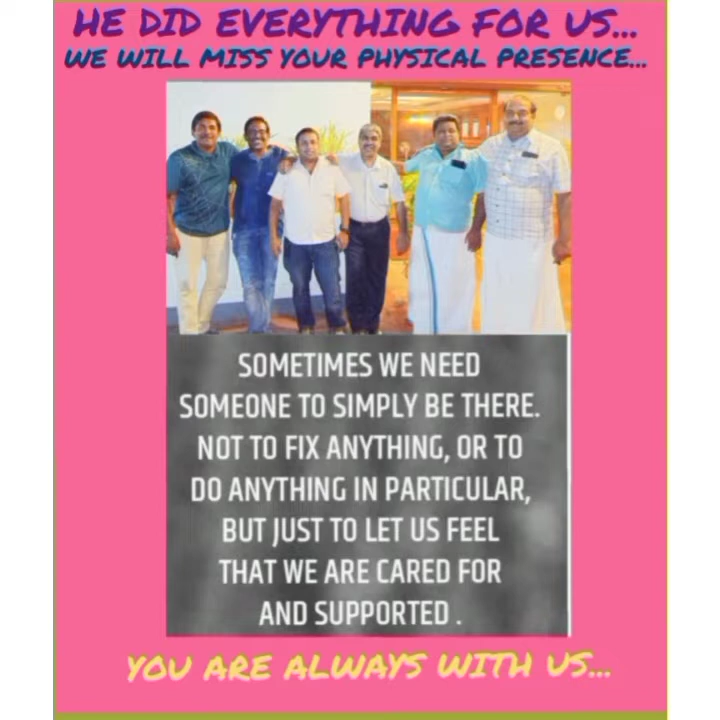 HE DID EVERYTHING FOR US...
WE WILL MISS YOUR PHYSICAL PRESENCE...
SOMETIMES WE NEED
SOMEONE TO SIMPLY BE THERE.
NOT TO FIX ANYTHING, OR TO
DO ANYTHING IN PARTICULAR,
BUT JUST TO LET US FEEL
THAT WE ARE CARED FOR
AND SUPPORTED .
YOU ARE ALWAYS WITH US...